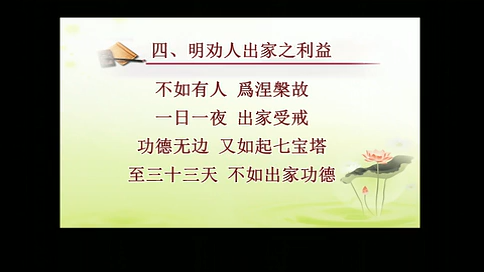 四、明劝人出家之利益
不如有人 爲涅槃故
一日一夜 出家受戒
功德无边 又如起七宝塔
至三十三天 不如出家功德